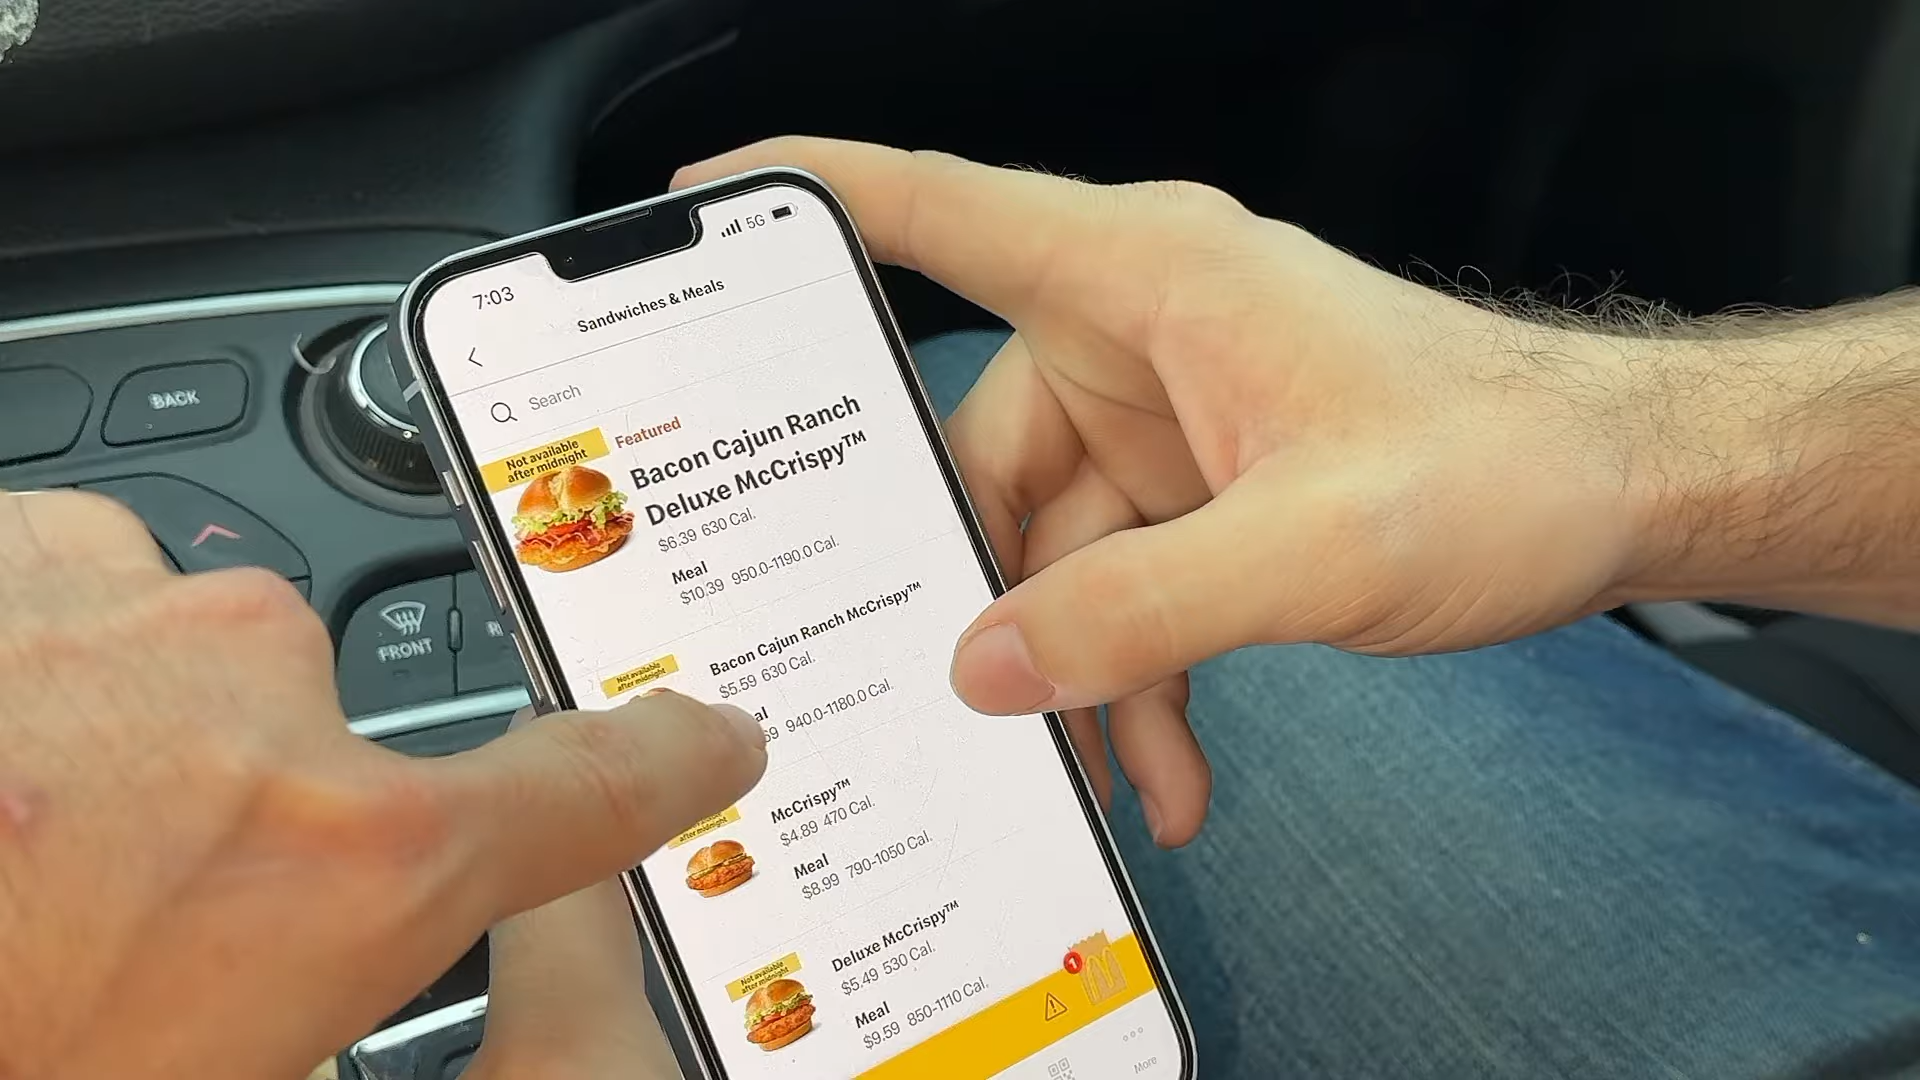 7:03
5G
Sandwiches & Meals
Search
Not available
after midnight
Featured
Bacon Cajun Ranch
Deluxe McCrispy™
$6.39 630 Cal.
Meal
$10.39 950.0-1190.0 Cal.
Not available
after midnight
Bacon Cajun Ranch McCrispy™
$5.59 630 Cal.
al
69 940.0-1180.0 Cal.
after midnight
McCrispy™
$4.89 470 Cal.
Meal
$8.99 790-1050 Cal.
Not available
after midnight
Deluxe McCrispy™
$5.49 530 Cal.
Meal
$9.59 850-1110 Cal.
1
More
BACK
FRONT
R